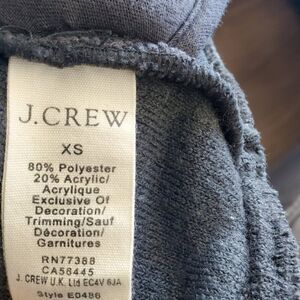 J.CREW
XS
80% Polyester
20% Acrylic/
Acrylique
Exclusive Of
Decoration/
Trimming/Sauf
Décoration/
Garnitures
RN77388
CA56445
J. CREW U.K. Ltd EC4V 6JA
Style E0486